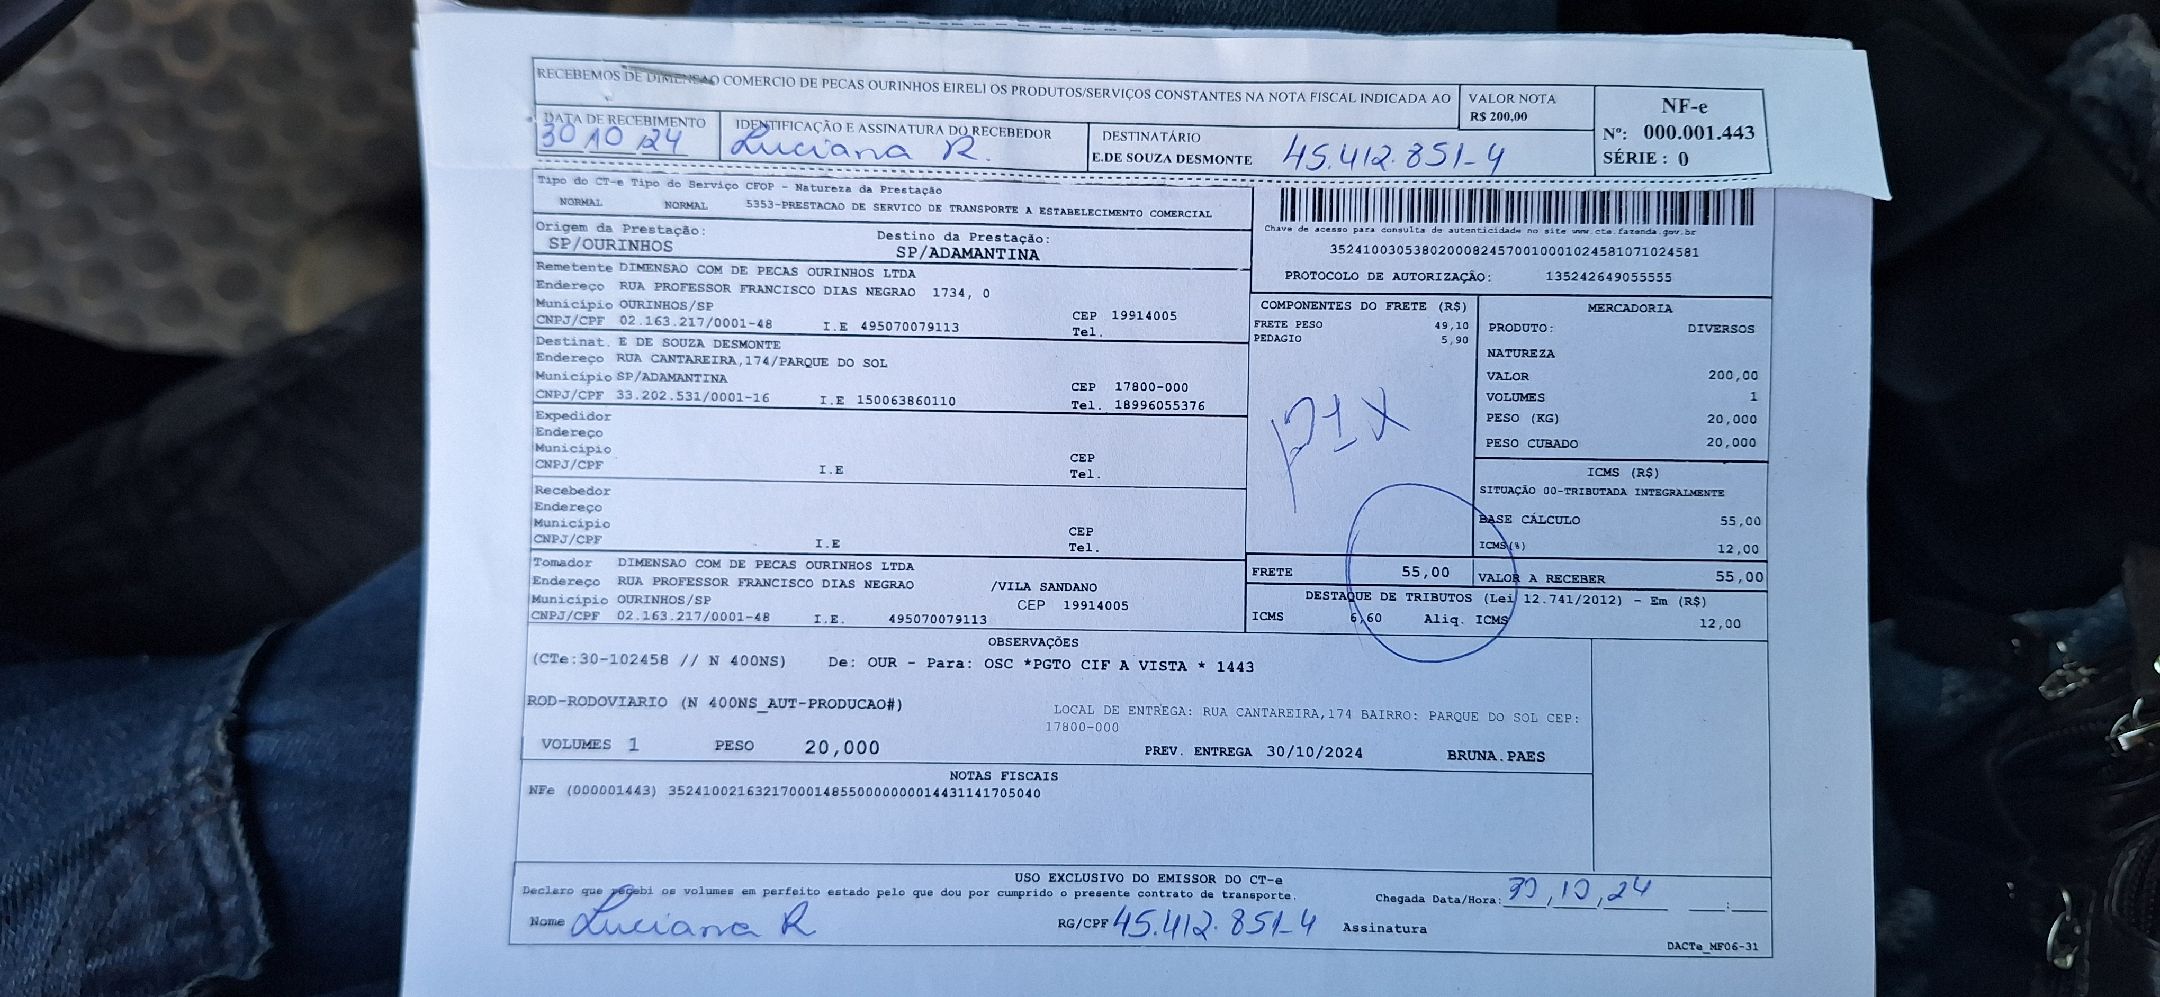 RECEBEMOS DE DIMENSAO COMERCIO DE PECAS OURINHOS EIRELI OS PRODUTOS/SERVIÇOS CONSTANTES NA NOTA FISCAL INDICADA AO
VALOR NOTA
R$ 200,00
NF-e
Nº: 000.001.443
SÉRIE : 0
DATA DE RECEBIMENTO
30 10 24
IDENTIFICAÇÃO E ASSINATURA DO RECEBEDOR
Luciana R.
DESTINATÁRIO
E.DE SOUZA DESMONTE
45.412.851-4
Tipo do CT-e Tipo do Serviço CFOP - Natureza da Prestação
NORMAL NORMAL 5353-PRESTACAO DE SERVICO DE TRANSPORTE A ESTABELECIMENTO COMERCIAL
Chave de acesso para consulta de autenticidade no site www.cte.fazenda.gov.br
35241003053802000824570010001024581071024581
PROTOCOLO DE AUTORIZAÇÃO: 135242649055555
Origem da Prestação: Destino da Prestação:
SP/OURINHOS SP/ADAMANTINA
Remetente DIMENSAO COM DE PECAS OURINHOS LTDA
Endereço RUA PROFESSOR FRANCISCO DIAS NEGRAO 1734, 0
Município OURINHOS/SP CEP 19914005
CNPJ/CPF 02.163.217/0001-48 I.E 495070079113 Tel.
Destinat. E DE SOUZA DESMONTE
Endereço RUA CANTAREIRA,174/PARQUE DO SOL
Município SP/ADAMANTINA CEP 17800-000
CNPJ/CPF 33.202.531/0001-16 I.E 150063860110 Tel. 18996055376
Expedidor
Endereço
Município CEP
CNPJ/CPF I.E Tel.
Recebedor
Endereço
Município CEP
CNPJ/CPF I.E Tel.
Tomador DIMENSAO COM DE PECAS OURINHOS LTDA
Endereço RUA PROFESSOR FRANCISCO DIAS NEGRAO /VILA SANDANO
Município OURINHOS/SP CEP 19914005
CNPJ/CPF 02.163.217/0001-48 I.E. 495070079113
COMPONENTES DO FRETE (R$)
FRETE PESO 49,10
PEDAGIO 5,90
PIX
MERCADORIA
PRODUTO: DIVERSOS
NATUREZA
VALOR 200,00
VOLUMES 1
PESO (KG) 20,000
PESO CUBADO 20,000
ICMS (R$)
SITUAÇÃO 00-TRIBUTADA INTEGRALMENTE
BASE CÁLCULO 55,00
ICMS(%) 12,00
FRETE 55,00 VALOR A RECEBER 55,00
DESTAQUE DE TRIBUTOS (Lei 12.741/2012) - Em (R$)
ICMS 6,60 Aliq. ICMS 12,00
OBSERVAÇÕES
(CTe:30-102458 // N 400NS) De: OUR - Para: OSC *PGTO CIF A VISTA * 1443
ROD-RODOVIARIO (N 400NS_AUT-PRODUCAO#)
LOCAL DE ENTREGA: RUA CANTAREIRA,174 BAIRRO: PARQUE DO SOL CEP:
17800-000
VOLUMES 1 PESO 20,000 PREV. ENTREGA 30/10/2024 BRUNA.PAES
NOTAS FISCAIS
NFe (000001443) 35241002163217000148550000000014431141705040
USO EXCLUSIVO DO EMISSOR DO CT-e
Declaro que recebi os volumes em perfeito estado pelo que dou por cumprido o presente contrato de transporte.
Chegada Data/Hora: 30,10,24 :
Nome Luciana R RG/CPF 45.412.851-4 Assinatura
DACTe_MF06-31